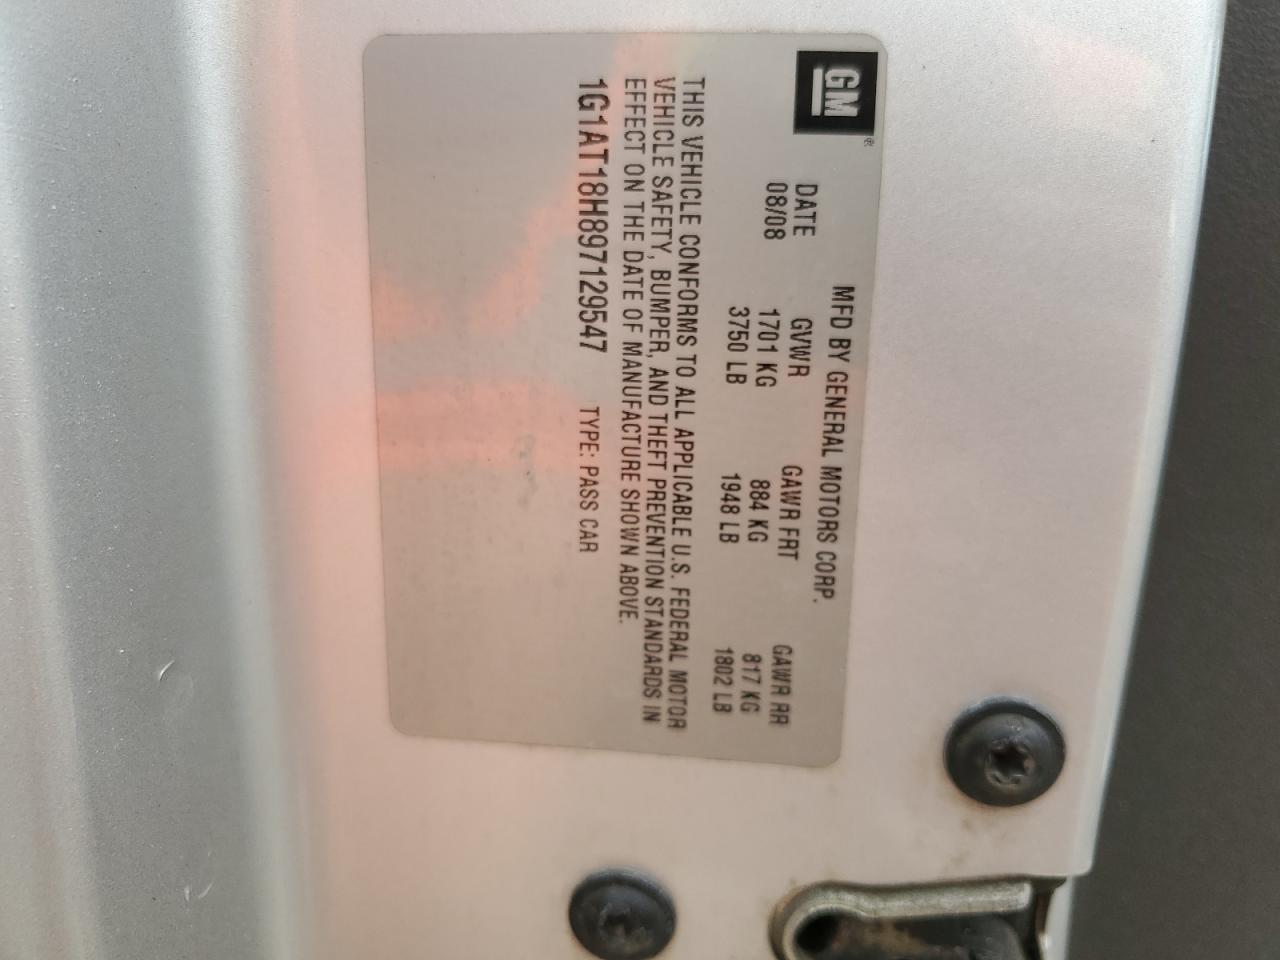 GM®
MFD BY GENERAL MOTORS CORP.
DATE GVWR GAWR FRT GAWR RR
08/08 1701 KG 884 KG 817 KG
3750 LB 1948 LB 1802 LB
THIS VEHICLE CONFORMS TO ALL APPLICABLE U.S. FEDERAL MOTOR
VEHICLE SAFETY, BUMPER, AND THEFT PREVENTION STANDARDS IN
EFFECT ON THE DATE OF MANUFACTURE SHOWN ABOVE.
1G1AT18H897129547 TYPE: PASS CAR